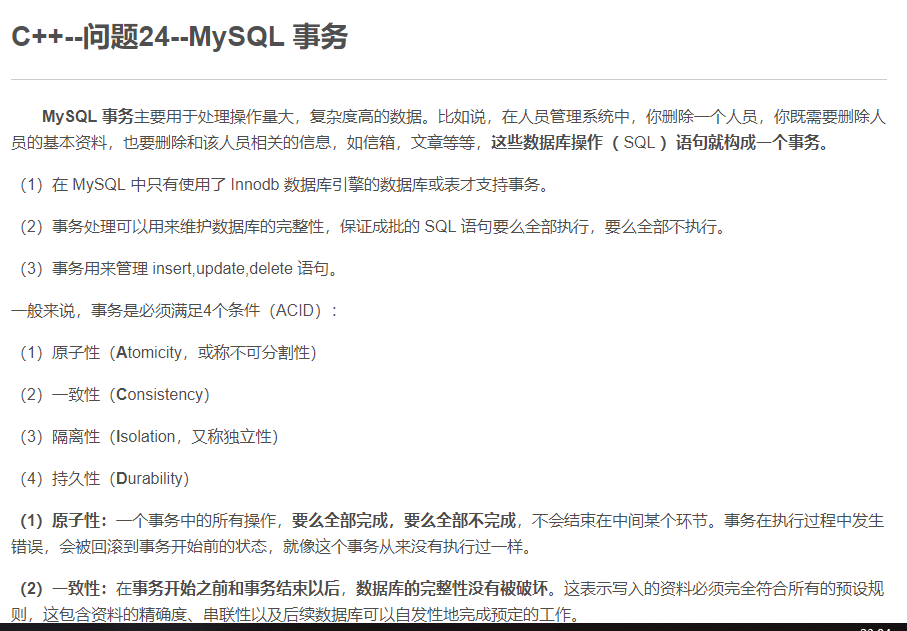 C++--问题24--MySQL 事务
MySQL 事务主要用于处理操作量大，复杂度高的数据。比如说，在人员管理系统中，你删除一个人员，你既需要删除人
员的基本资料，也要删除和该人员相关的信息，如信箱，文章等等，这些数据库操作（ SQL ）语句就构成一个事务。
（1）在 MySQL 中只有使用了 Innodb 数据库引擎的数据库或表才支持事务。
（2）事务处理可以用来维护数据库的完整性，保证成批的 SQL 语句要么全部执行，要么全部不执行。
（3）事务用来管理 insert,update,delete 语句。
一般来说，事务是必须满足4个条件（ACID）：
（1）原子性（Atomicity，或称不可分割性）
（2）一致性（Consistency）
（3）隔离性（Isolation，又称独立性）
（4）持久性（Durability）
（1）原子性：一个事务中的所有操作，要么全部完成，要么全部不完成，不会结束在中间某个环节。事务在执行过程中发生
错误，会被回滚到事务开始前的状态，就像这个事务从来没有执行过一样。
（2）一致性：在事务开始之前和事务结束以后，数据库的完整性没有被破坏。这表示写入的资料必须完全符合所有的预设规
则，这包含资料的精确度、串联性以及后续数据库可以自发性地完成预定的工作。